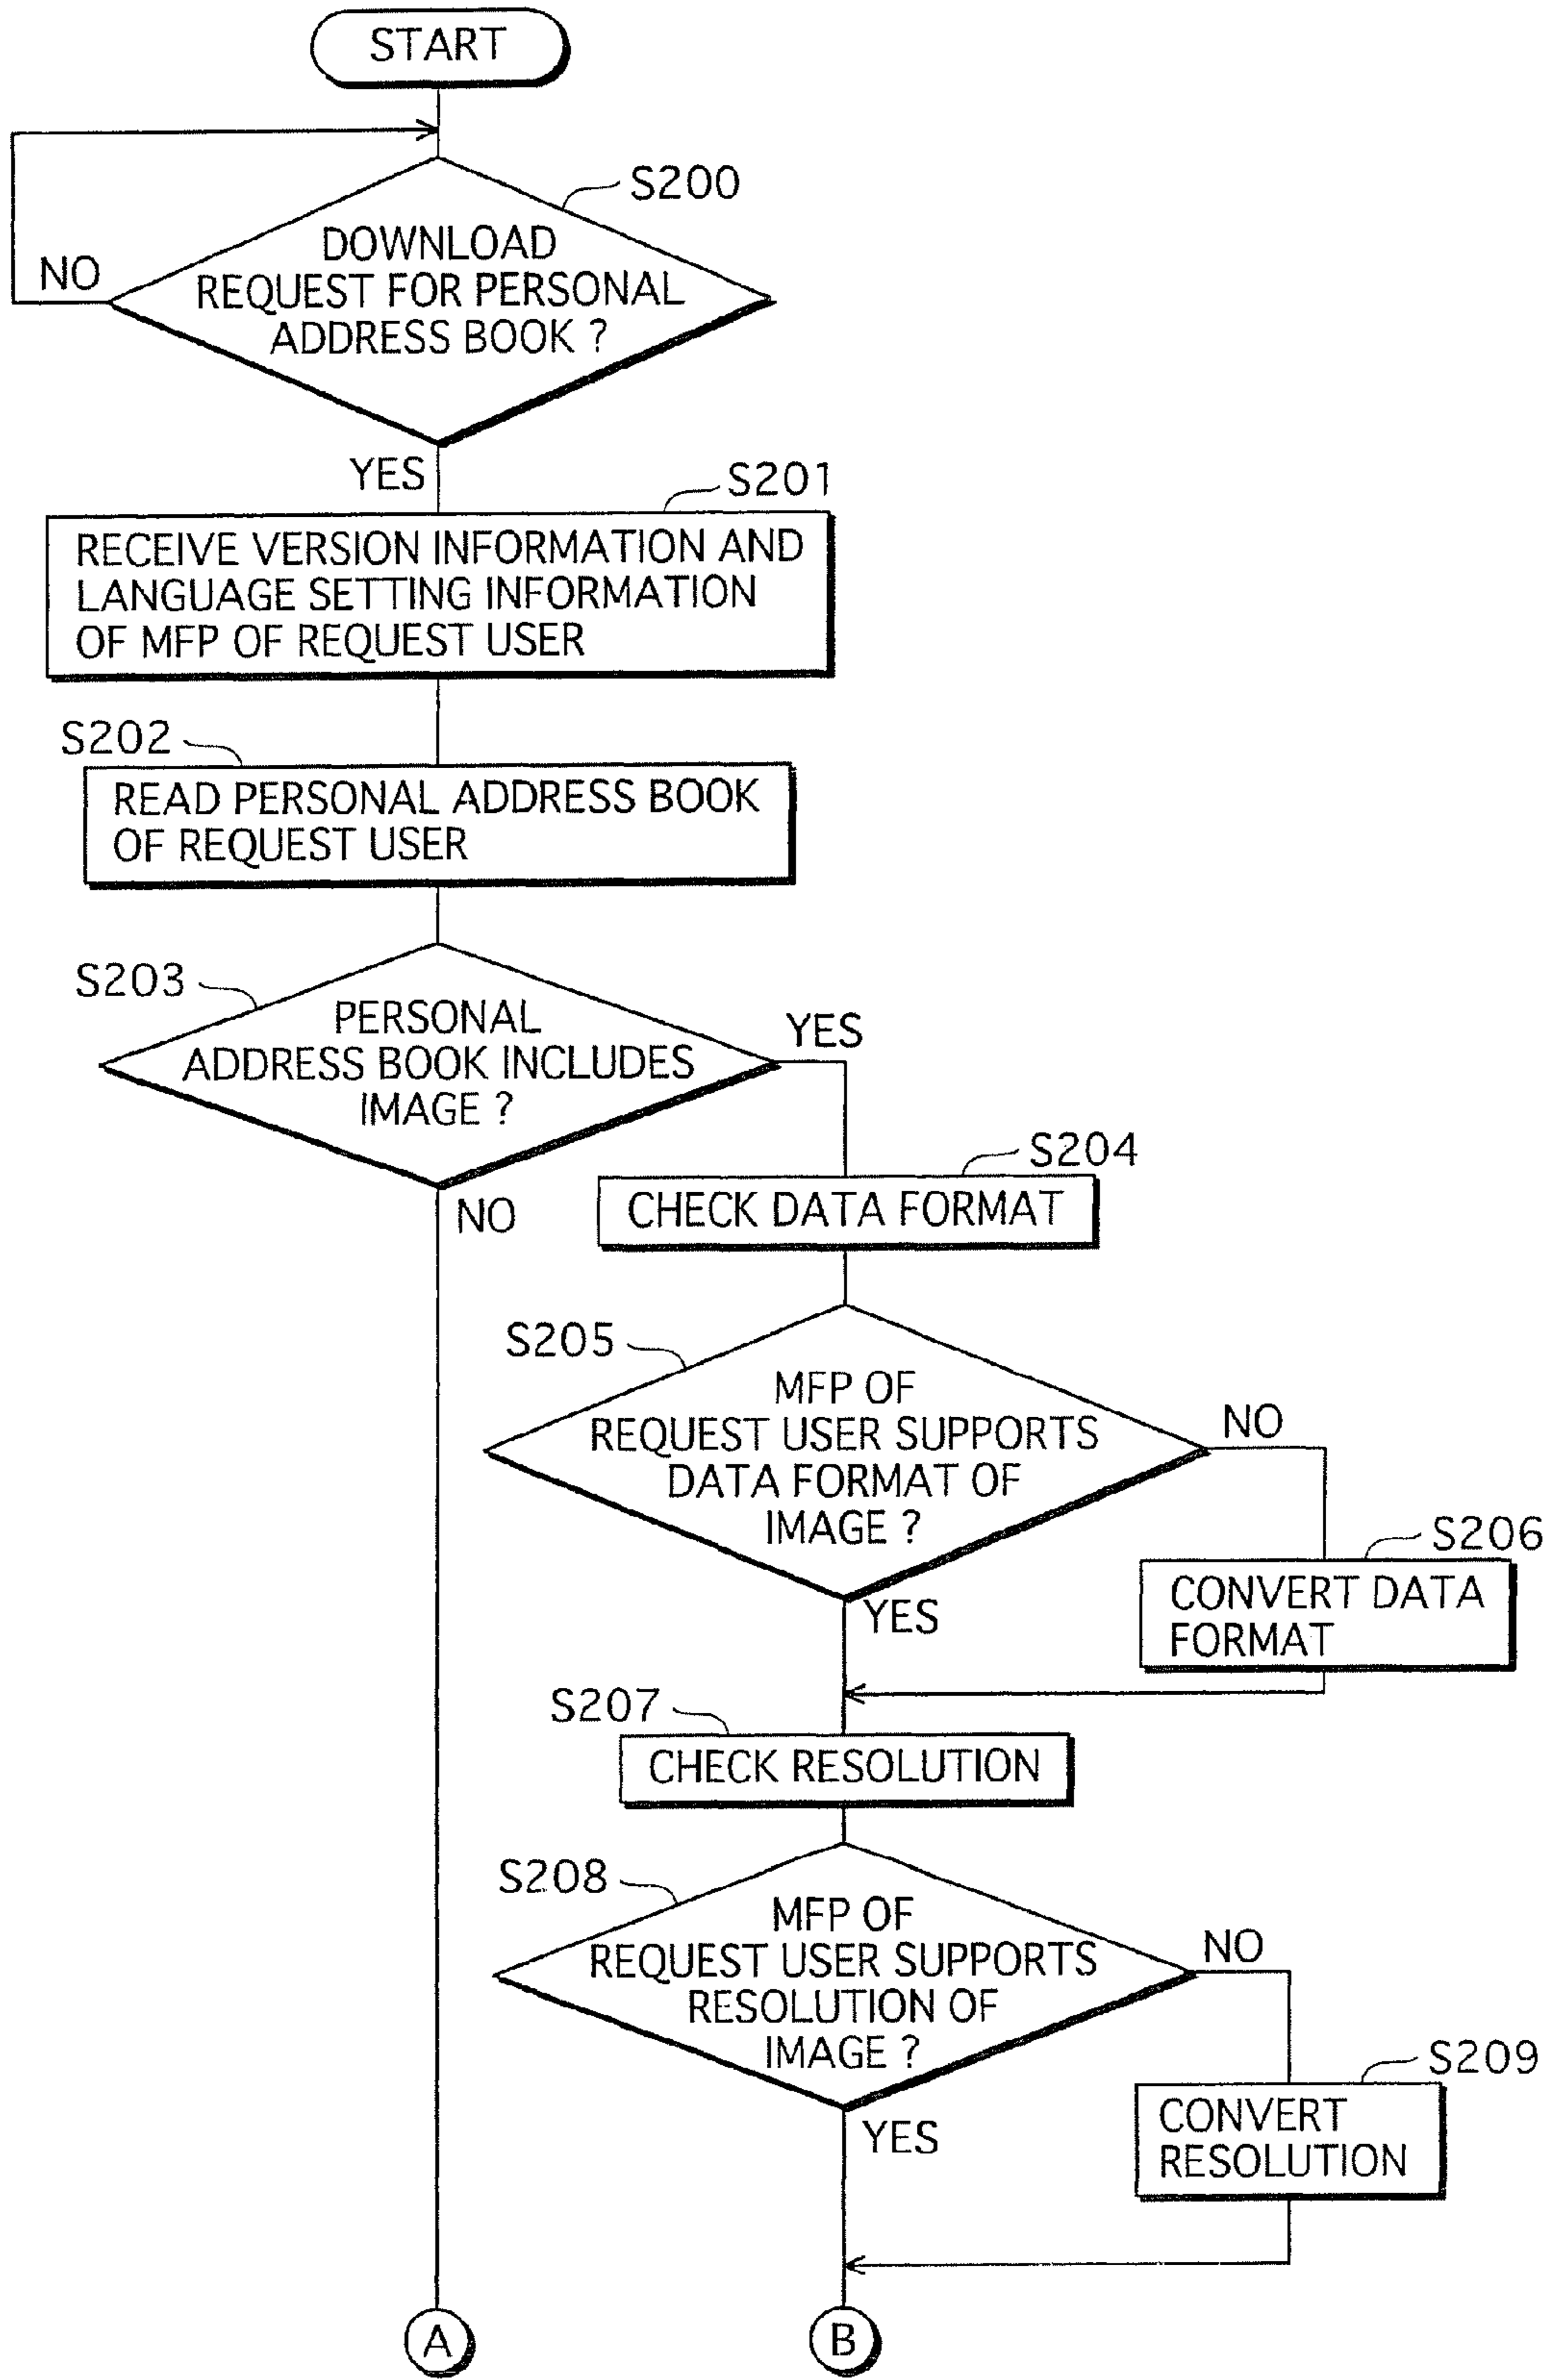 START
S200
DOWNLOAD
REQUEST FOR PERSONAL
ADDRESS BOOK ?
NO
YES
S201
RECEIVE VERSION INFORMATION AND
LANGUAGE SETTING INFORMATION
OF MFP OF REQUEST USER
S202
READ PERSONAL ADDRESS BOOK
OF REQUEST USER
S203
PERSONAL
ADDRESS BOOK INCLUDES
IMAGE ?
YES
NO
S204
CHECK DATA FORMAT
S205
MFP OF
REQUEST USER SUPPORTS
DATA FORMAT OF
IMAGE ?
NO
YES
S206
CONVERT DATA
FORMAT
S207
CHECK RESOLUTION
S208
MFP OF
REQUEST USER SUPPORTS
RESOLUTION OF
IMAGE ?
NO
YES
S209
CONVERT
RESOLUTION
A
B